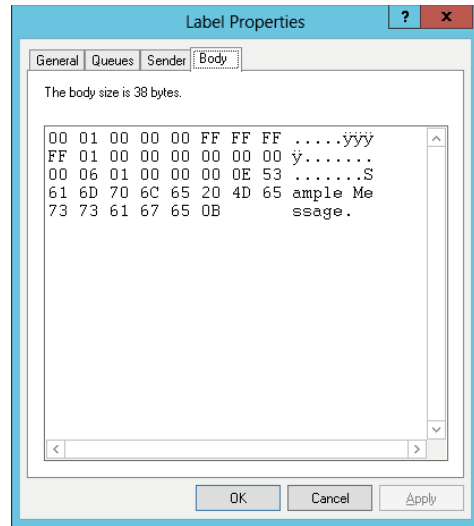 Label Properties
? x
General Queues Sender Body
The body size is 38 bytes.
00 01 00 00 00 FF FF FF .....ÿÿÿ
FF 01 00 00 00 00 00 00 ÿ.......
00 06 01 00 00 00 0E 53 .......S
61 6D 70 6C 65 20 4D 65 ample Me
73 73 61 67 65 0B ssage.
OK Cancel Apply